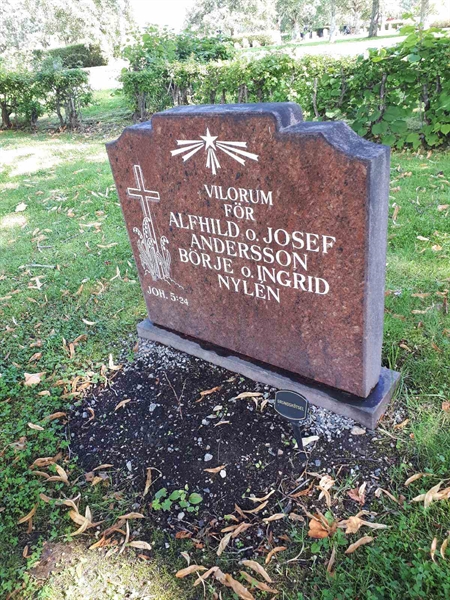 VILORUM
FÖR
ALFHILD O. JOSEF
ANDERSSON
BÖRJE O. INGRID
NYLÉN
JOH. 5:24